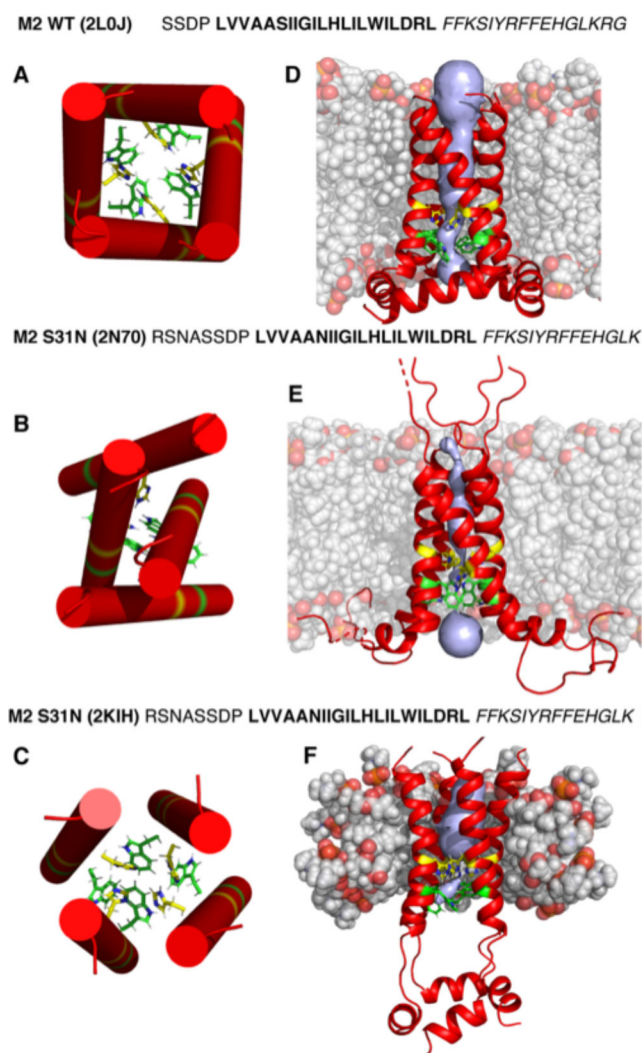 M2 WT (2L0J) SSDP LVVAASIIGILHLILWILDRL FFKSIYRFFEHGLKRG
A
D
M2 S31N (2N70) RSNASSDP LVVAANIIGILHLILWILDRL FFKSIYRFFEHGLK
B
E
M2 S31N (2KIH) RSNASSDP LVVAANIIGILHLILWILDRL FFKSIYRFFEHGLK
C
F